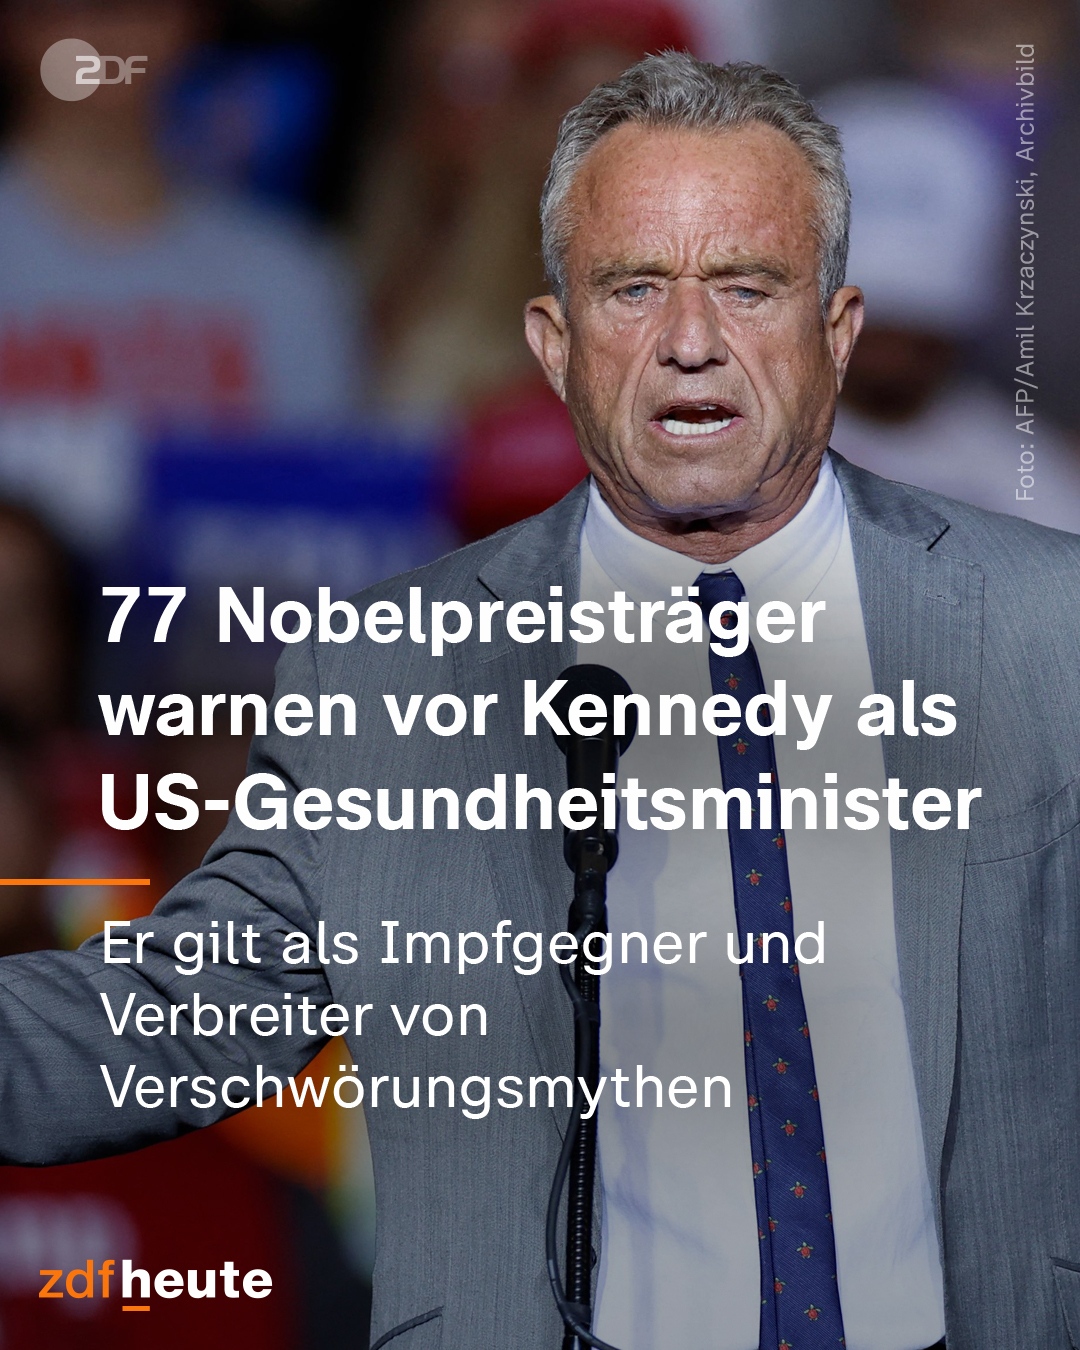 ZDF
Foto: AFP/Amil Krzaczynski, Archivbild
77 Nobelpreisträger
warnen vor Kennedy als
US-Gesundheitsminister
Er gilt als Impfgegner und
Verbreiter von
Verschwörungsmythen
zdfheute